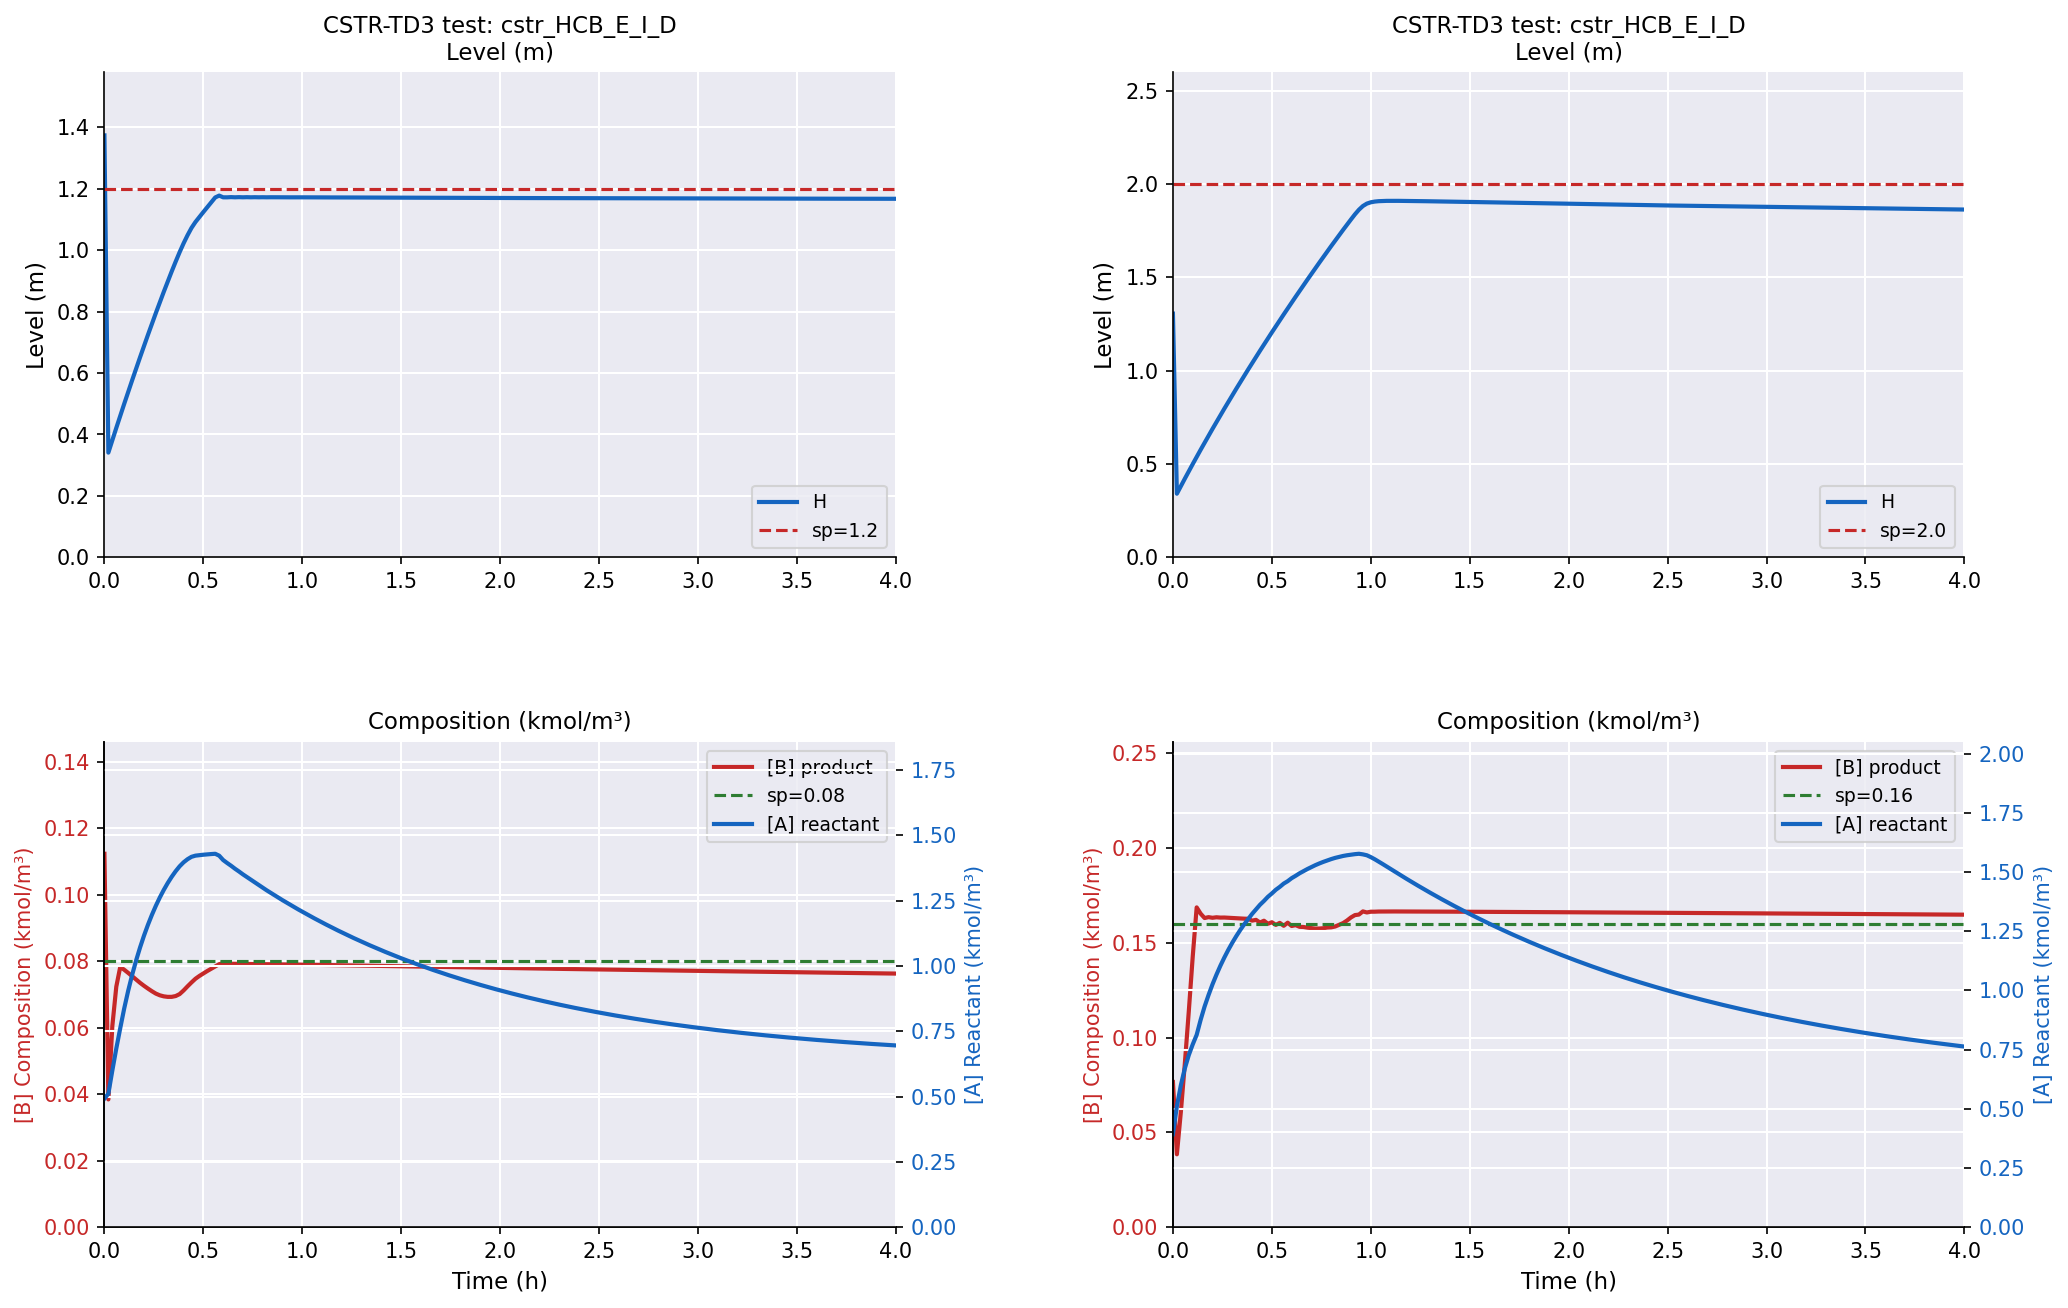 CSTR-TD3 test: cstr_HCB_E_I_D
Level (m)
Level (m)
1.4
1.2
1.0
0.8
0.6
0.4
0.2
0.0
H
sp=1.2
0.0 0.5 1.0 1.5 2.0 2.5 3.0 3.5 4.0
CSTR-TD3 test: cstr_HCB_E_I_D
Level (m)
Level (m)
2.5
2.0
1.5
1.0
0.5
0.0
H
sp=2.0
0.0 0.5 1.0 1.5 2.0 2.5 3.0 3.5 4.0
Composition (kmol/m³)
[B] Composition (kmol/m³)
0.14
0.12
0.10
0.08
0.06
0.04
0.02
0.00
[B] product
sp=0.08
[A] reactant
1.75
1.50
1.25
1.00
0.75
0.50
0.25
0.00
[A] Reactant (kmol/m³)
0.0 0.5 1.0 1.5 2.0 2.5 3.0 3.5 4.0
Time (h)
Composition (kmol/m³)
[B] Composition (kmol/m³)
0.25
0.20
0.15
0.10
0.05
0.00
[B] product
sp=0.16
[A] reactant
2.00
1.75
1.50
1.25
1.00
0.75
0.50
0.25
0.00
[A] Reactant (kmol/m³)
0.0 0.5 1.0 1.5 2.0 2.5 3.0 3.5 4.0
Time (h)